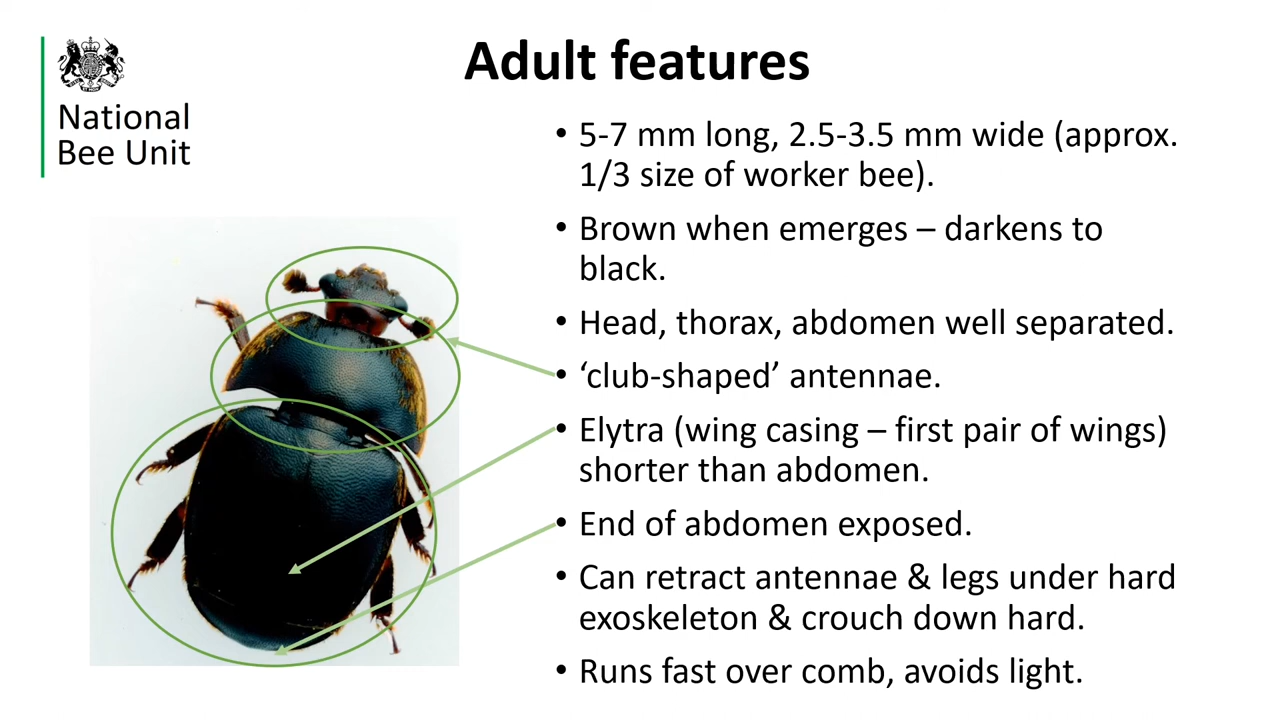 National
Bee Unit
Adult features
• 5-7 mm long, 2.5-3.5 mm wide (approx.
1/3 size of worker bee).
• Brown when emerges – darkens to
black.
• Head, thorax, abdomen well separated.
• ‘club-shaped’ antennae.
• Elytra (wing casing – first pair of wings)
shorter than abdomen.
• End of abdomen exposed.
• Can retract antennae & legs under hard
exoskeleton & crouch down hard.
• Runs fast over comb, avoids light.